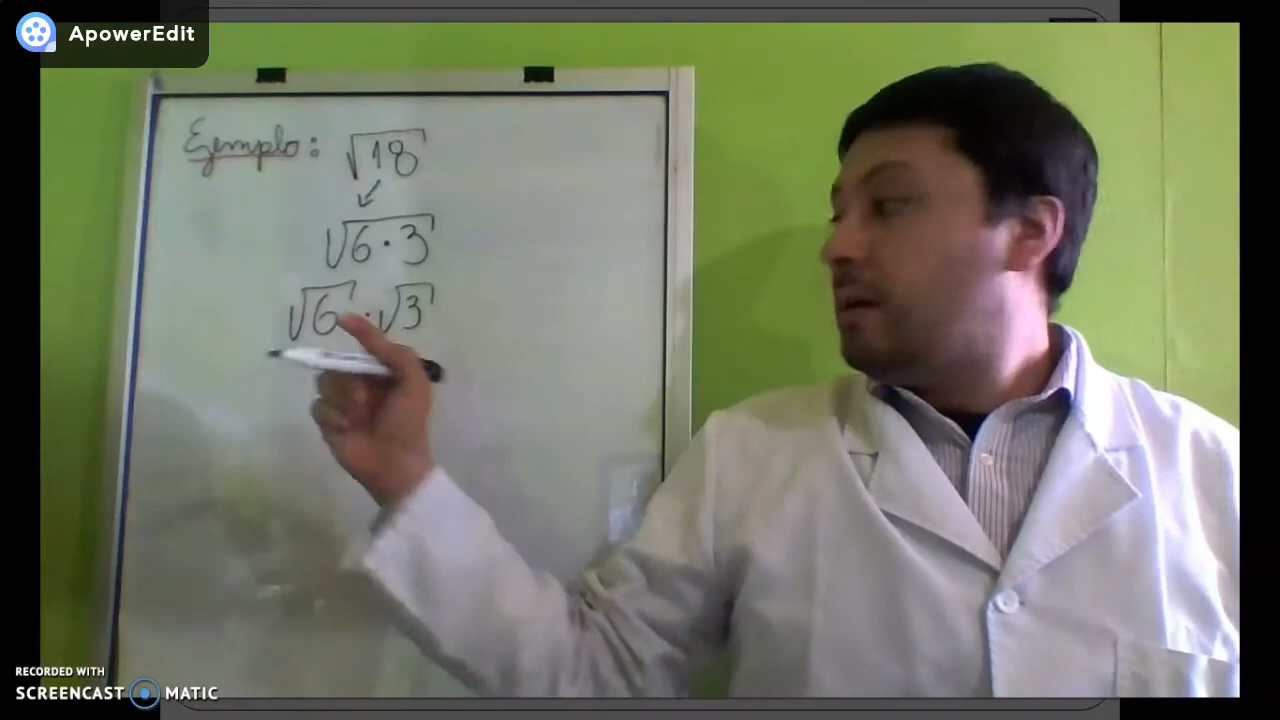 ApowerEdit
Ejemplo: √18
√6·3
√6·√3
RECORDED WITH
SCREENCAST MATIC